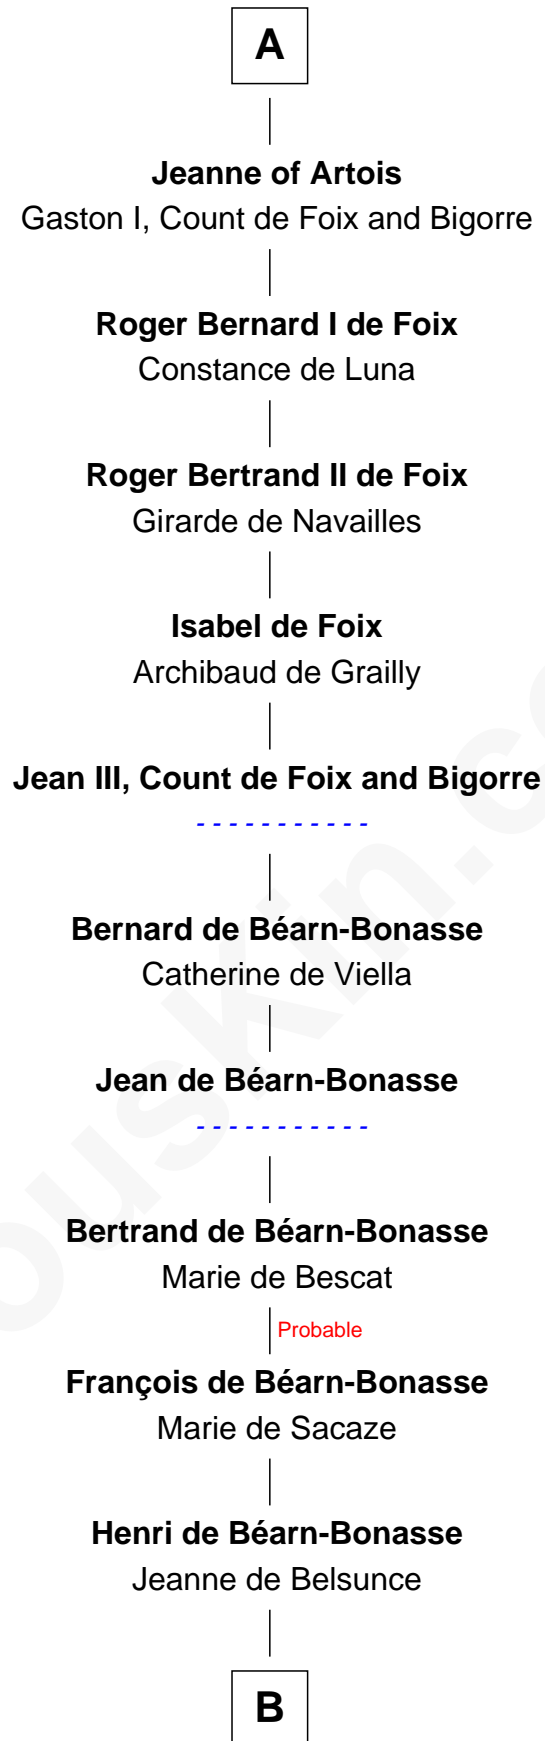 A
Jeanne of Artois
Gaston I, Count de Foix and Bigorre
Roger Bernard I de Foix
Constance de Luna
Roger Bertrand II de Foix
Girarde de Navailles
Isabel de Foix
Archibaud de Grailly
Jean III, Count de Foix and Bigorre
- - - - - - - - - - -
Bernard de Béarn-Bonasse
Catherine de Viella
Jean de Béarn-Bonasse
- - - - - - - - - - -
Bertrand de Béarn-Bonasse
Marie de Bescat
Probable
François de Béarn-Bonasse
Marie de Sacaze
Henri de Béarn-Bonasse
Jeanne de Belsunce
B